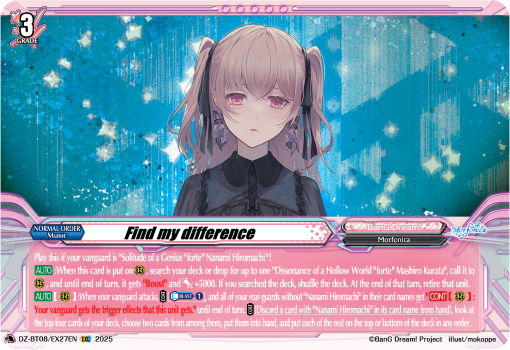 3
GRADE
NORMAL ORDER
Music
Find my difference
BanG Dream!
Morfonica
Morfonica
Play this if your vanguard is "Solitude of a Genius "forte" Nanami Hiromachi"!
AUTO :When this card is put on , search your deck or drop for up to one "Dissonance of a Hollow World "forte" Mashiro Kurata", call it to
, and until end of turn, it gets "Boost" and +5000. If you searched the deck, shuffle the deck. At the end of that turn, retire that unit.
AUTO [ ]:When your vanguard attacks, [ BLAST 1 ], and all of your rear-guards without "Nanami Hiromachi" in their card names get " CONT [ ]:
Your vanguard gets the trigger effects that this unit gets." until end of turn. Discard a card with "Nanami Hiromachi" in its card name from hand, look at
the top four cards of your deck, choose two cards from among them, put them into hand, and put each of the rest on the top or bottom of the deck in any order.
DZ-BT08/EX27EN 2025
©BanG Dream! Project illust/mokoppe